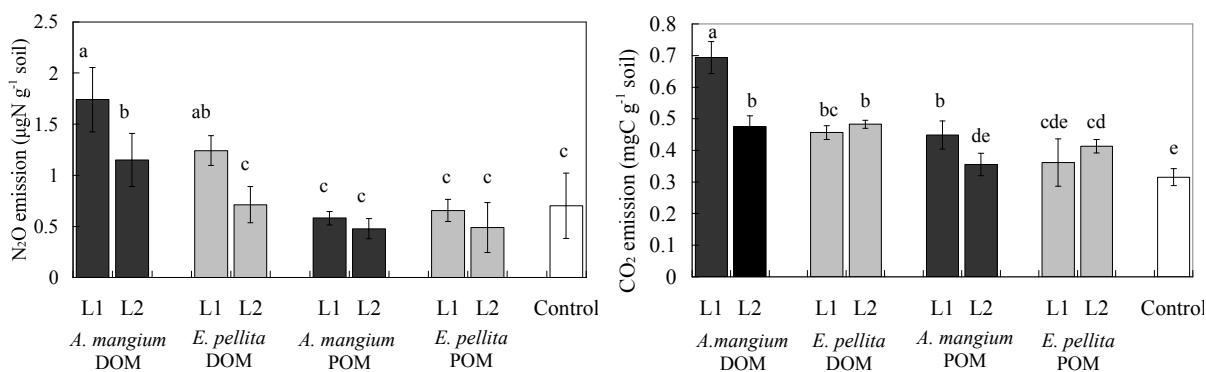 N₂O emission (µgN g⁻¹ soil)
2.5
2
1.5
1
0.5
0
a
b
ab
c
c
c
c
c
c
L1 L2 L1 L2 L1 L2 L1 L2 Control
A. mangium E. pellita A. mangium E. pellita
DOM DOM POM POM
CO₂ emission (mgC g⁻¹ soil)
0.8
0.7
0.6
0.5
0.4
0.3
0.2
0.1
0
a
b
bc
b
b
de
cde
cd
e
L1 L2 L1 L2 L1 L2 L1 L2 Control
A.mangium E. pellita A. mangium E. pellita
DOM DOM POM POM